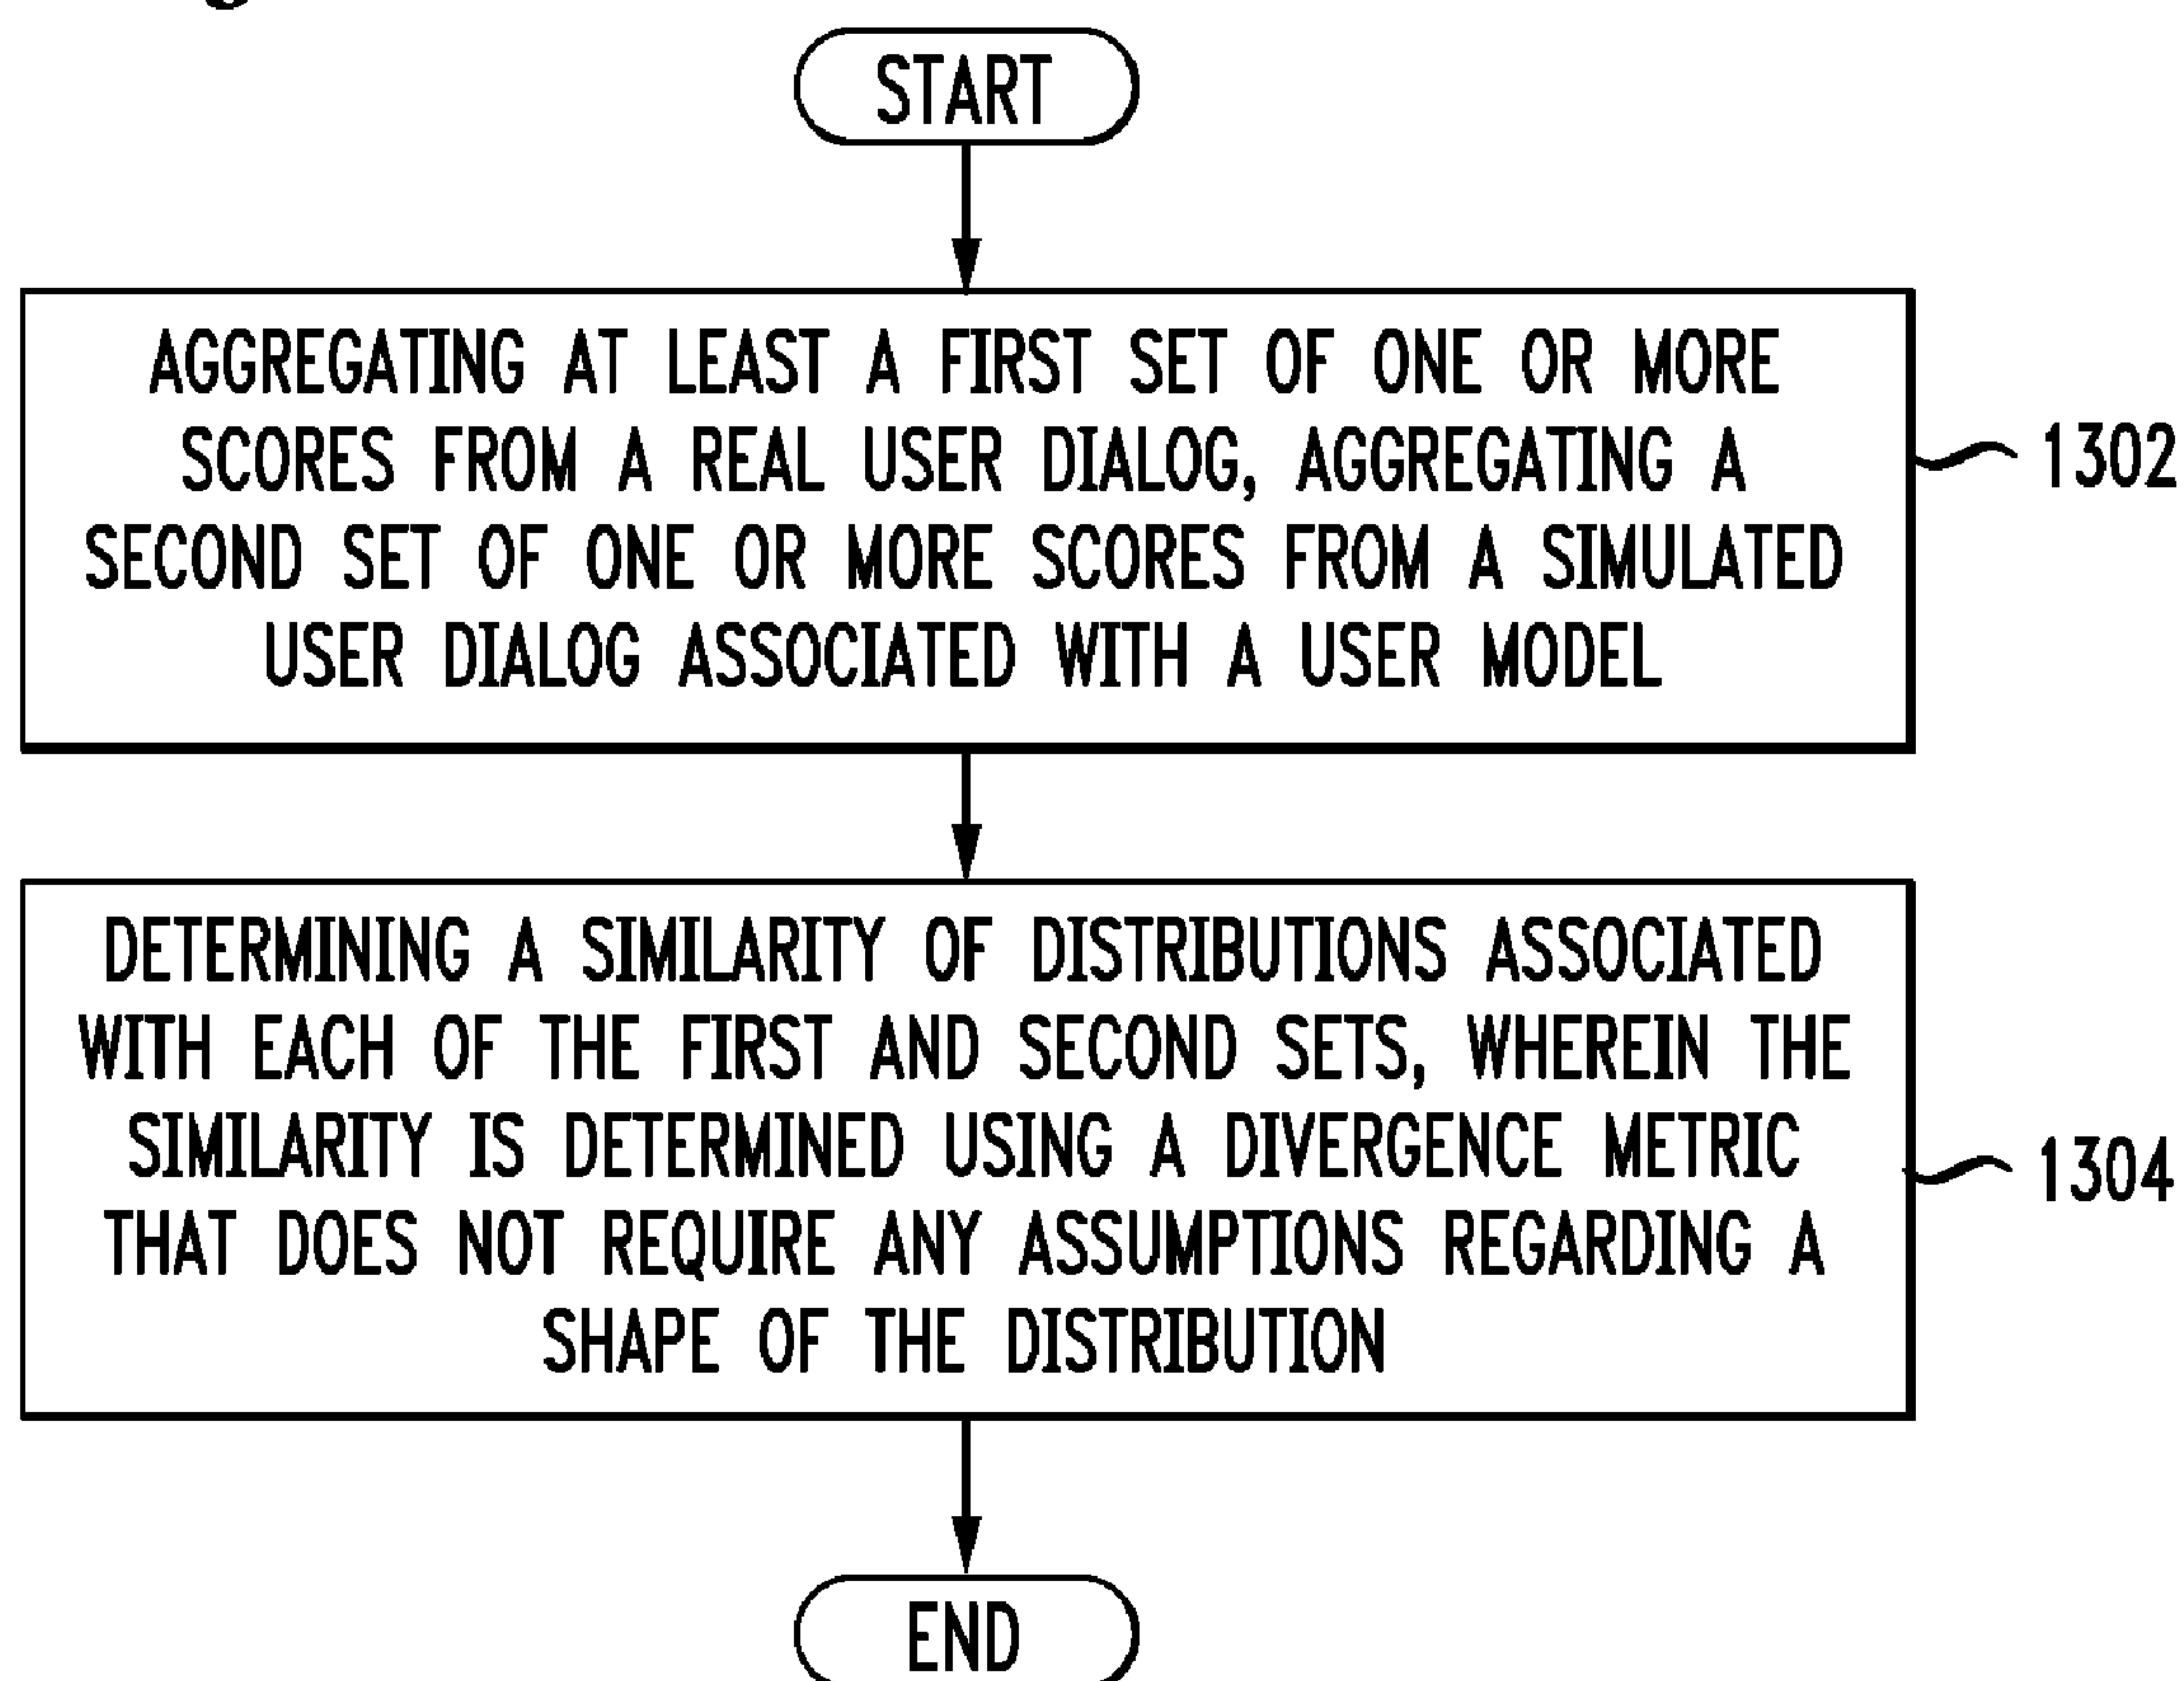 START
AGGREGATING AT LEAST A FIRST SET OF ONE OR MORE
SCORES FROM A REAL USER DIALOG, AGGREGATING A
SECOND SET OF ONE OR MORE SCORES FROM A SIMULATED
USER DIALOG ASSOCIATED WITH A USER MODEL
1302
DETERMINING A SIMILARITY OF DISTRIBUTIONS ASSOCIATED
WITH EACH OF THE FIRST AND SECOND SETS, WHEREIN THE
SIMILARITY IS DETERMINED USING A DIVERGENCE METRIC
THAT DOES NOT REQUIRE ANY ASSUMPTIONS REGARDING A
SHAPE OF THE DISTRIBUTION
1304
END